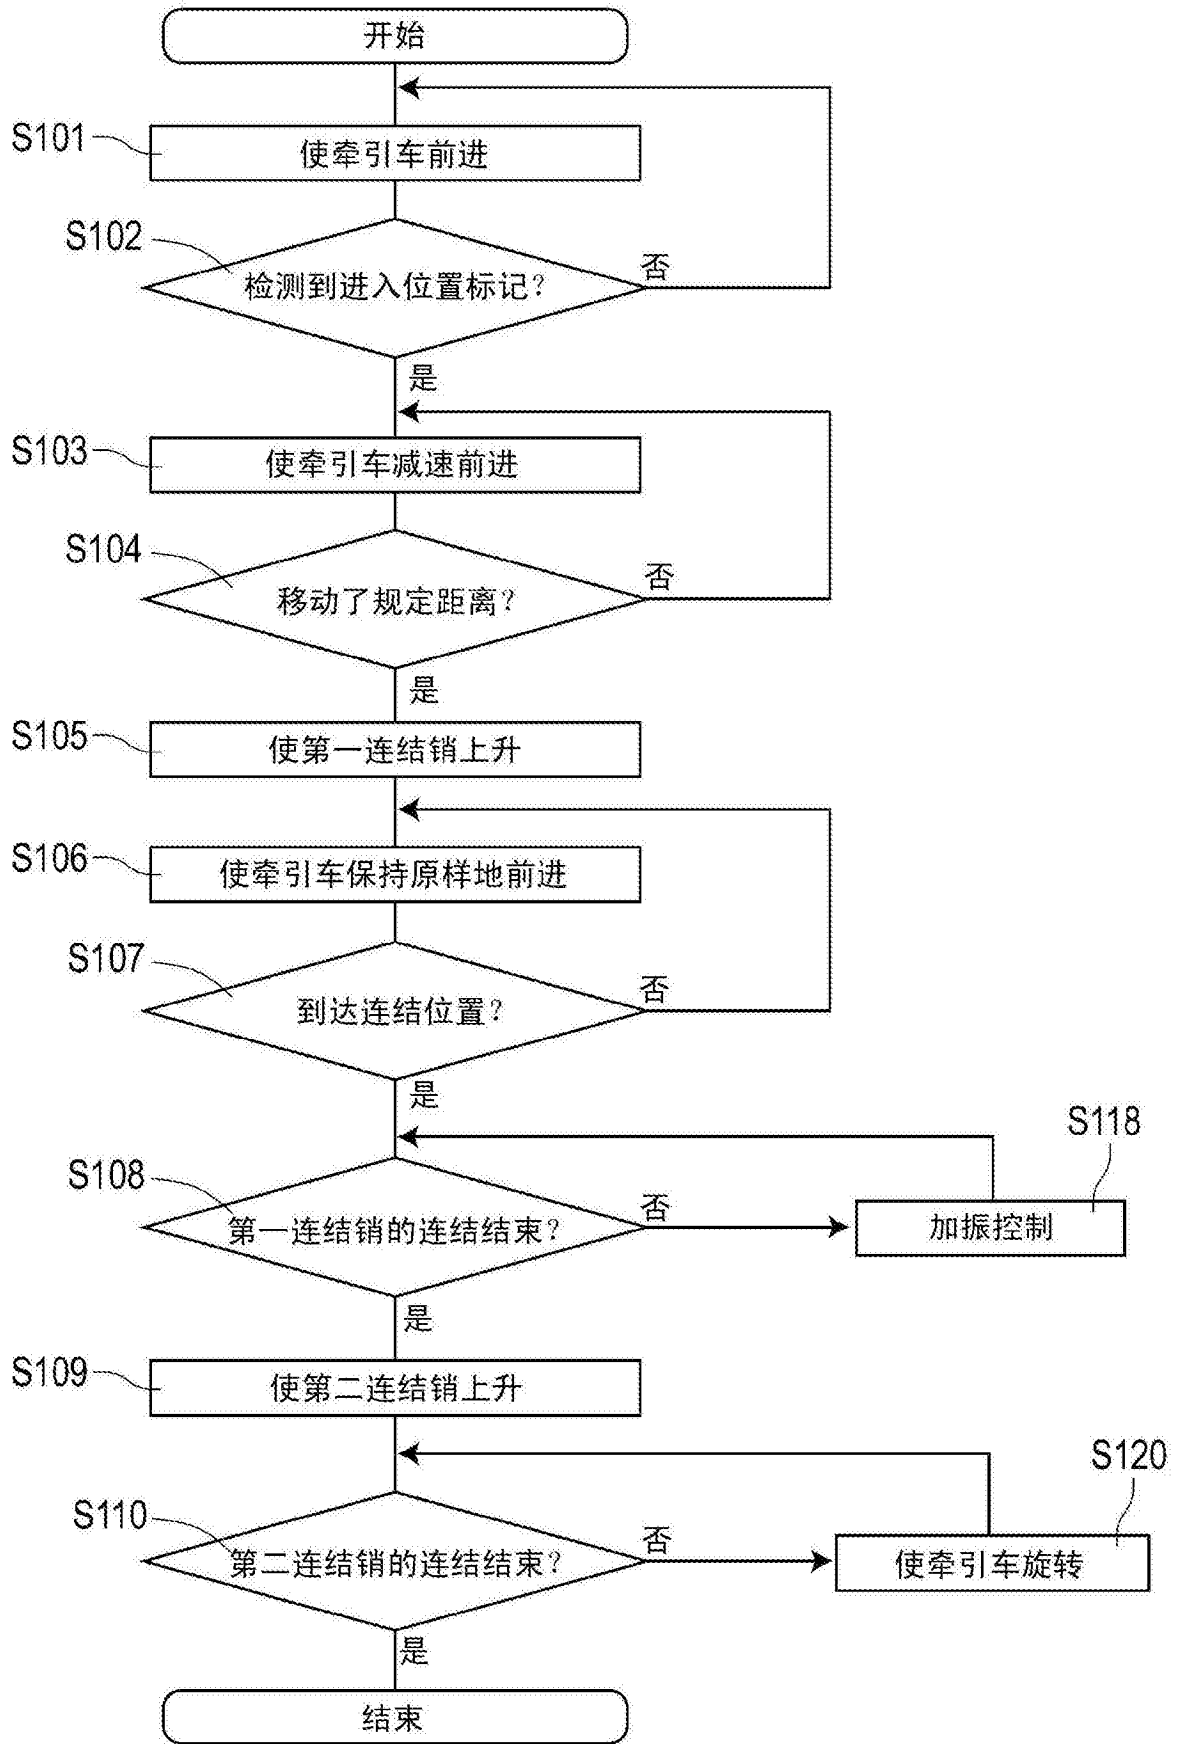 开始
S101
使牵引车前进
S102
检测到进入位置标记？
否
是
S103
使牵引车减速前进
S104
移动了规定距离？
否
是
S105
使第一连结销上升
S106
使牵引车保持原样地前进
S107
到达连结位置？
否
是
S108
第一连结销的连结结束？
否
S118
加振控制
是
S109
使第二连结销上升
S110
第二连结销的连结结束？
否
S120
使牵引车旋转
是
结束